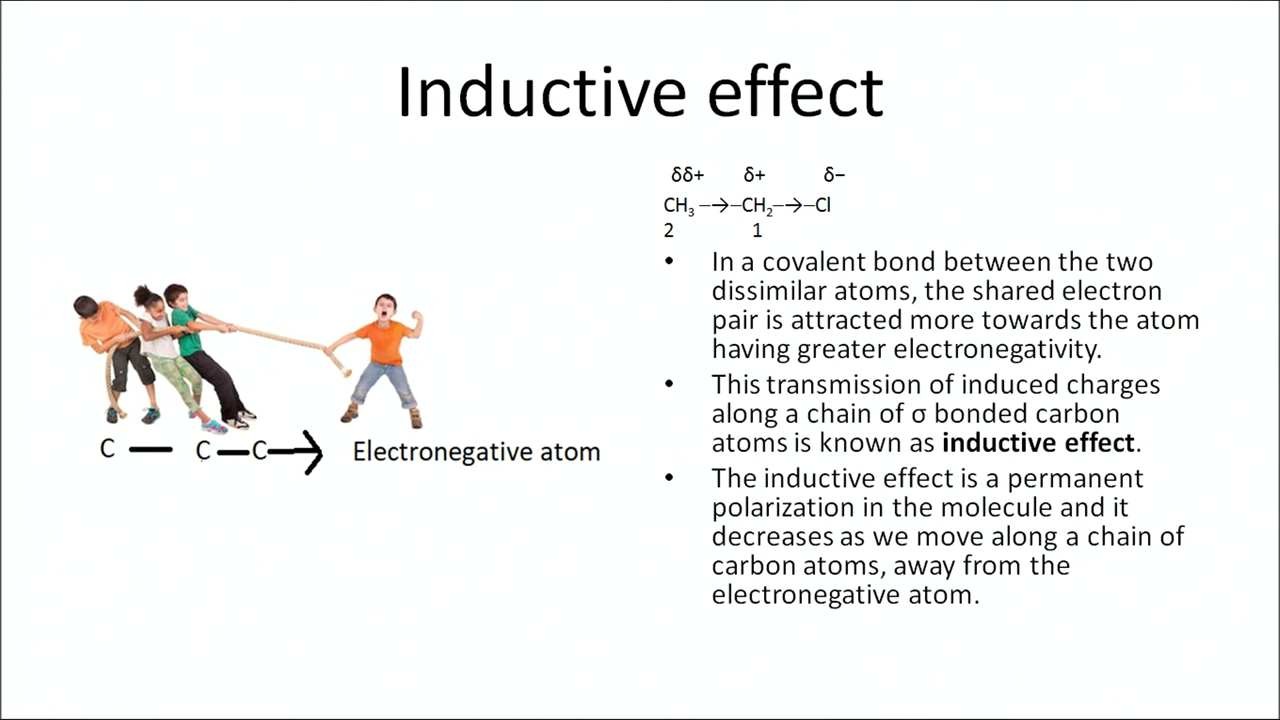 Inductive effect
δδ+ δ+ δ−
CH₃ –→–CH₂–→–Cl
2 1
• In a covalent bond between the two
dissimilar atoms, the shared electron
pair is attracted more towards the atom
having greater electronegativity.
• This transmission of induced charges
along a chain of σ bonded carbon
atoms is known as inductive effect.
• The inductive effect is a permanent
polarization in the molecule and it
decreases as we move along a chain of
carbon atoms, away from the
electronegative atom.
C — C — C → Electronegative atom